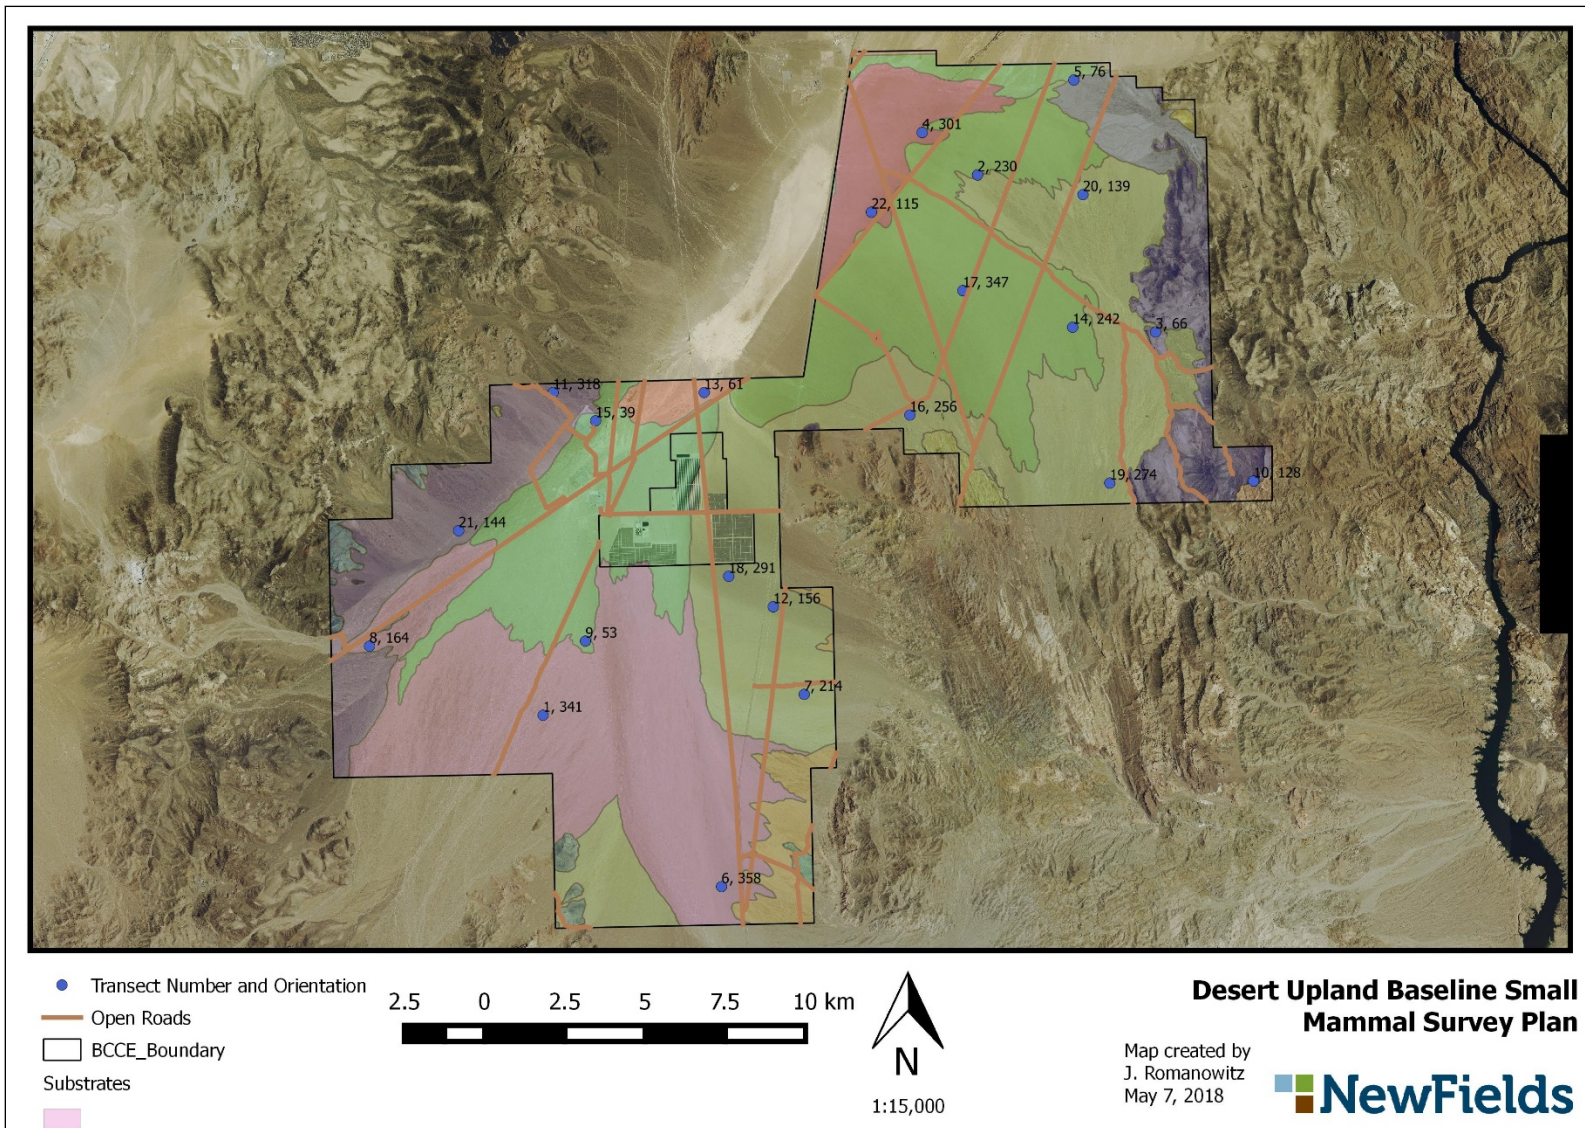 5, 76
4, 301
2, 230
20, 139
22, 115
17, 347
14, 242
3, 66
11, 318
13, 61
15, 39
16, 256
19, 274
10, 128
21, 144
18, 291
12, 156
8, 164
9, 53
7, 214
1, 341
6, 358
Transect Number and Orientation
Open Roads
BCCE_Boundary
Substrates
2.5 0 2.5 5 7.5 10 km
N
1:15,000
Desert Upland Baseline Small
Mammal Survey Plan
Map created by
J. Romanowitz
May 7, 2018
NewFields